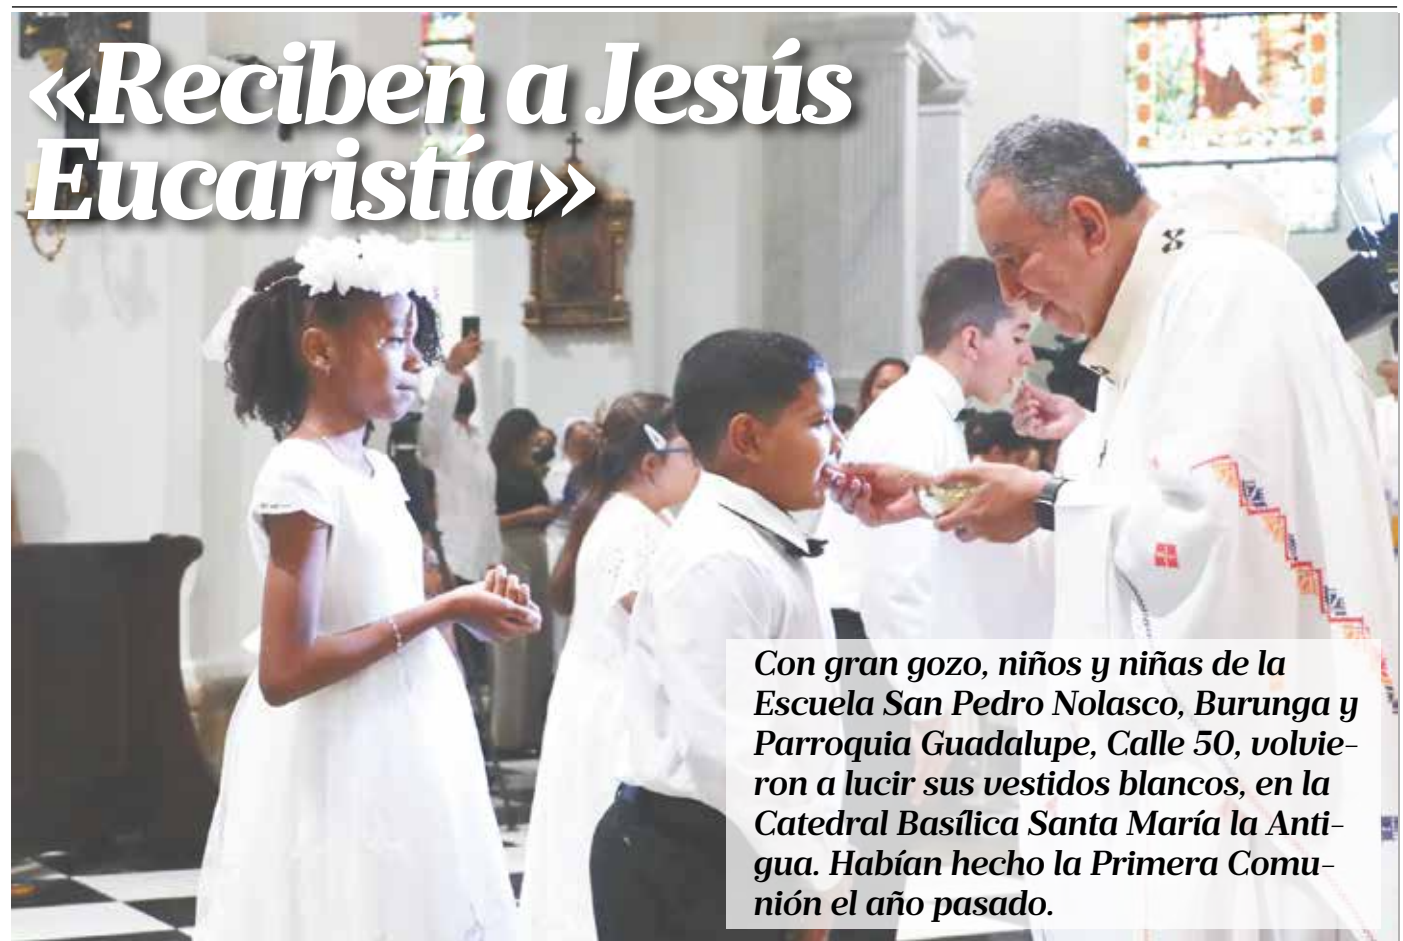 «Reciben a Jesús
Eucaristía»
Con gran gozo, niños y niñas de la
Escuela San Pedro Nolasco, Burunga y
Parroquia Guadalupe, Calle 50, volvie-
ron a lucir sus vestidos blancos, en la
Catedral Basílica Santa María la Anti-
gua. Habían hecho la Primera Comu-
nión el año pasado.